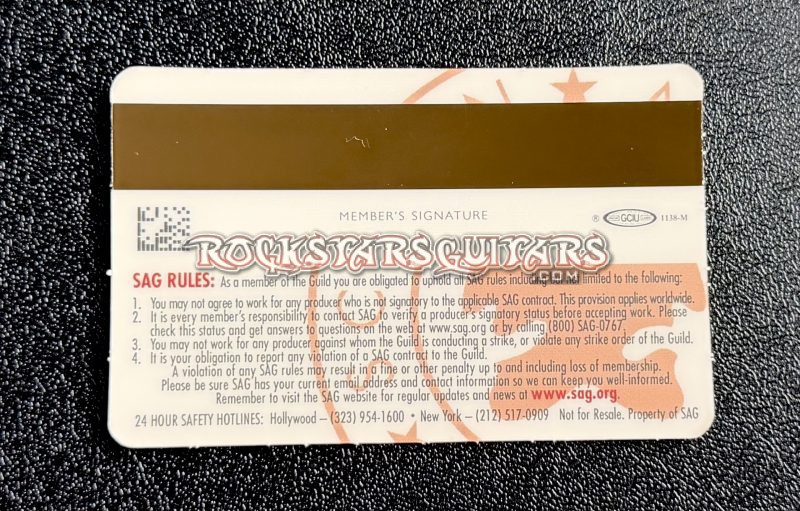 MEMBER'S SIGNATURE
® GCIU 1138-M
ROCKSTARSGUITARS
.COM
SAG RULES: As a member of the Guild you are obligated to uphold all SAG rules including but not limited to the following:
1. You may not agree to work for any producer who is not signatory to the applicable SAG contract. This provision applies worldwide.
2. It is every member's responsibility to contact SAG to verify a producer's signatory status before accepting work. Please
check this status and get answers to questions on the web at www.sag.org or by calling (800) SAG-0767.
3. You may not work for any producer against whom the Guild is conducting a strike, or violate any strike order of the Guild.
4. It is your obligation to report any violation of a SAG contract to the Guild.
A violation of any SAG rules may result in fines or other penalty up to and including loss of membership.
Please be sure SAG has your current email address and contact information so we can keep you well-informed.
Remember to visit the SAG website for regular updates and news at www.sag.org.
24 HOUR SAFETY HOTLINES: Hollywood – (323) 954-1600 • New York – (212) 517-0909 Not for Resale. Property of SAG